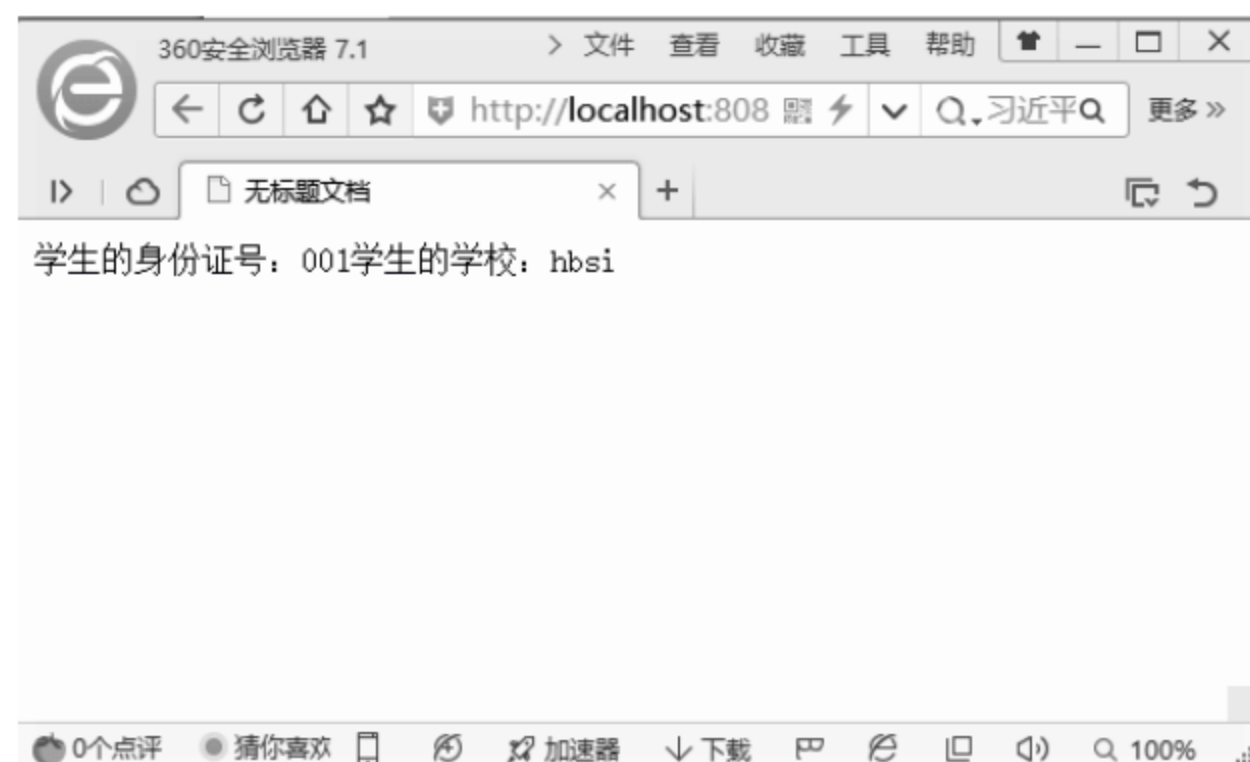 360安全浏览器 7.1 文件 查看 收藏 工具 帮助
http://localhost:808 习近平 更多 »
无标题文档
学生的身份证号：001学生的学校：hbsi
0个点评 猜你喜欢 加速器 下载 100%